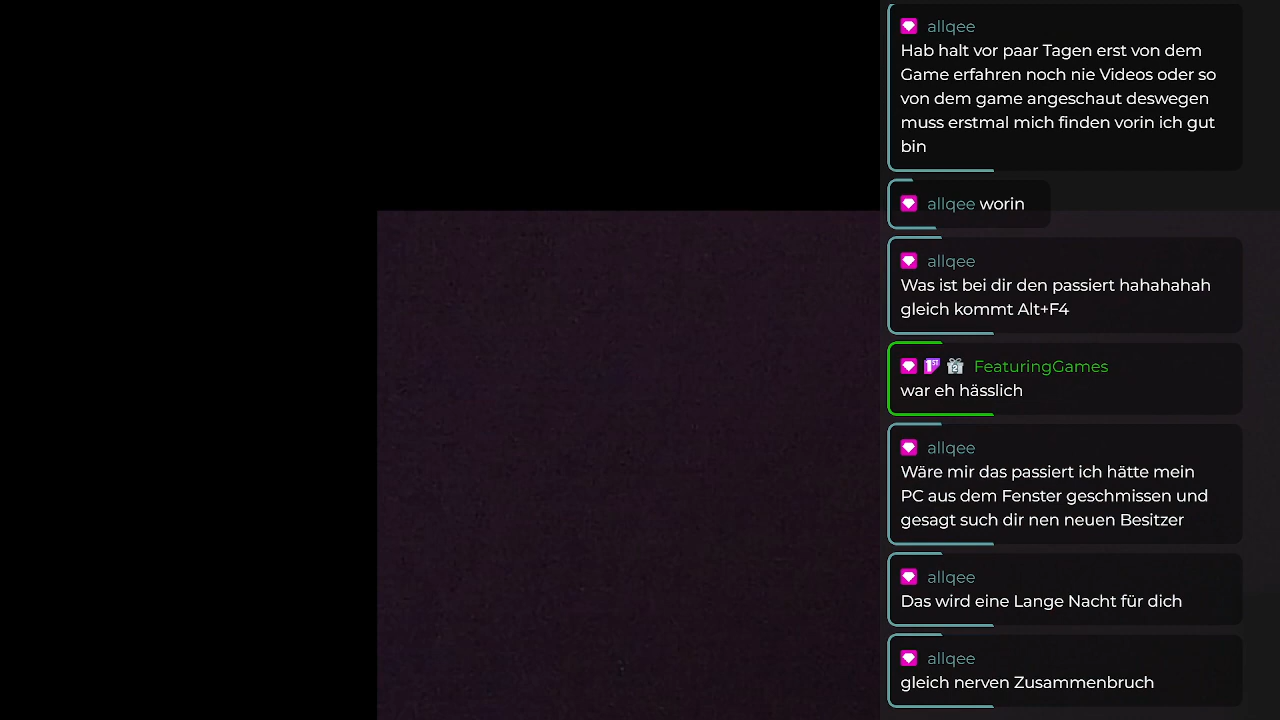 allqee
Hab halt vor paar Tagen erst von dem
Game erfahren noch nie Videos oder so
von dem game angeschaut deswegen
muss erstmal mich finden vorin ich gut
bin
allqee worin
allqee
Was ist bei dir den passiert hahahahah
gleich kommt Alt+F4
FeaturingGames
war eh hässlich
allqee
Wäre mir das passiert ich hätte mein
PC aus dem Fenster geschmissen und
gesagt such dir nen neuen Besitzer
allqee
Das wird eine Lange Nacht für dich
allqee
gleich nerven Zusammenbruch